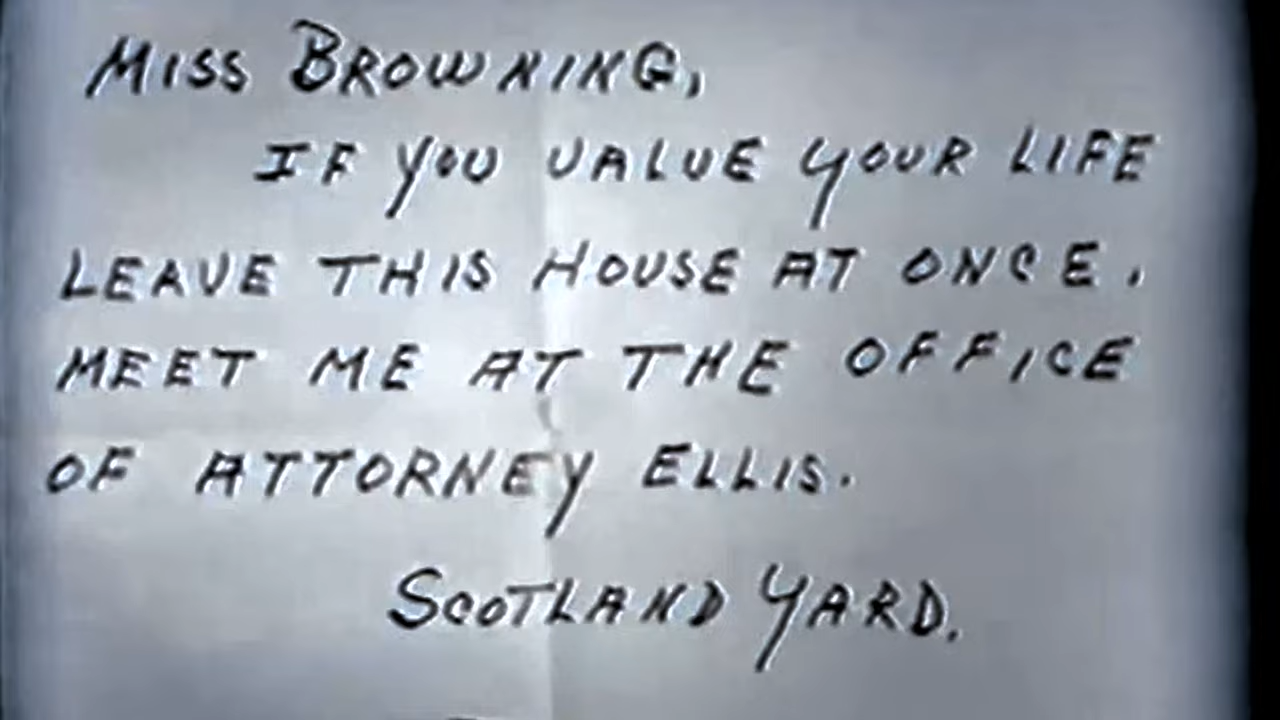 MISS BROWNING,
IF YOU VALUE YOUR LIFE
LEAVE THIS HOUSE AT ONCE.
MEET ME AT THE OFFICE
OF ATTORNEY ELLIS.
SCOTLAND YARD.